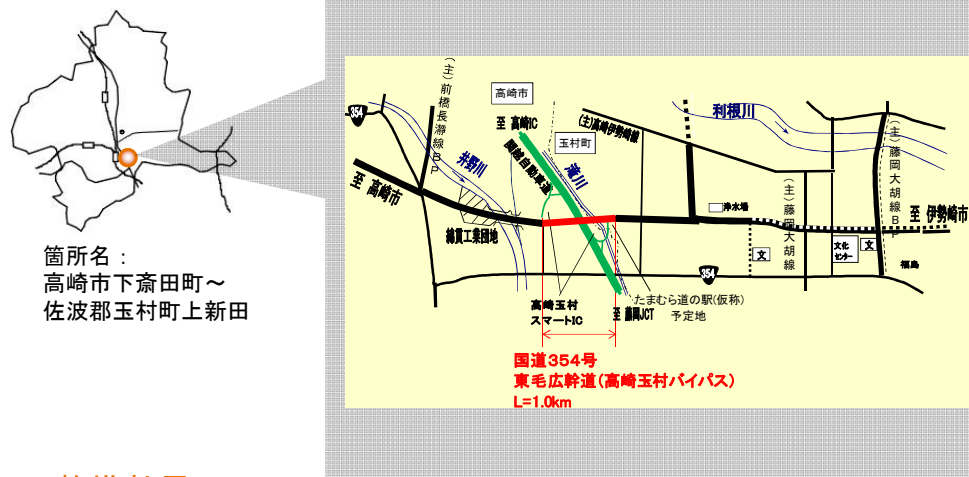 箇所名：
高崎市下斎田町～
佐波郡玉村町上新田
354
(主)前橋長瀞線BP
高崎市
至 高崎IC
関越自動車道
玉村町
(主)高崎伊勢崎線
利根川
(主)藤岡大胡線BP
井野川
滝川
至 高崎市
綿貫工業団地
浄水場
(主)藤岡大胡線
至 伊勢崎市
文
文化
センター
文
福島
354
高崎玉村
スマートIC
至 藤岡JCT
たまむら道の駅(仮称)
予定地
国道354号
東毛広幹道(高崎玉村バイパス)
L=1.0km